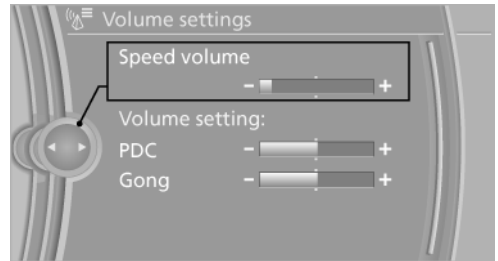 Volume settings
Speed volume
- +
Volume setting:
PDC - +
Gong - +